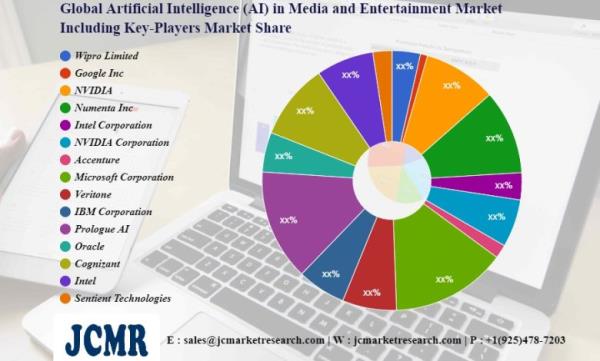 Global Artificial Intelligence (AI) in Media and Entertainment Market
Including Key-Players Market Share
Wipro Limited
Google Inc
NVIDIA
Numenta Inc
Intel Corporation
NVIDIA Corporation
Accenture
Microsoft Corporation
Veritone
IBM Corporation
Prologue AI
Oracle
Cognizant
Intel
Sentient Technologies
xx%
xx%
xx%
xx%
xx%
xx%
xx%
xx%
xx%
xx%
xx%
xx%
JCMR
E : sales@jcmarketresearch.com | W : jcmarketresearch.com | P : +1(925)478-7203